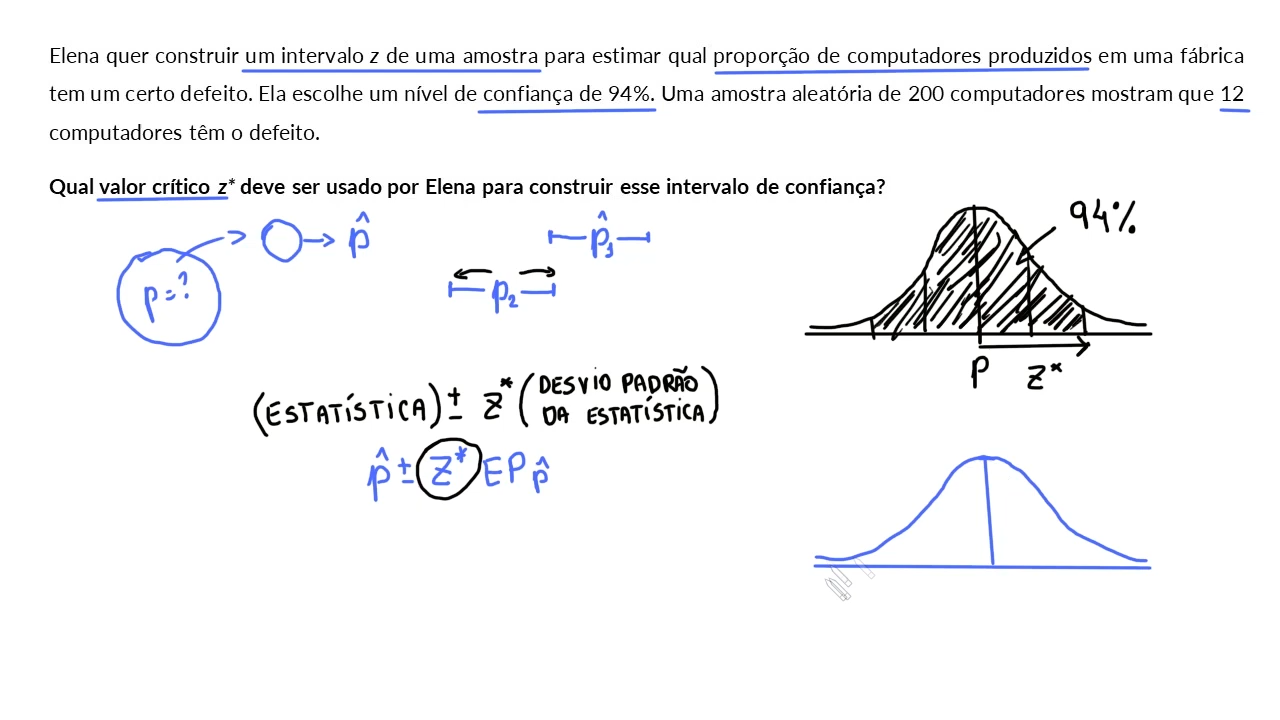 Elena quer construir um intervalo z de uma amostra para estimar qual proporção de computadores produzidos em uma fábrica
tem um certo defeito. Ela escolhe um nível de confiança de 94%. Uma amostra aleatória de 200 computadores mostram que 12
computadores têm o defeito.
Qual valor crítico z* deve ser usado por Elena para construir esse intervalo de confiança?
p=?
p̂
p̂₁
p₂
94%
P
Z*
(ESTATÍSTICA) ± Z* (DESVIO PADRÃO
DA ESTATÍSTICA)
p̂ ± Z* EP p̂